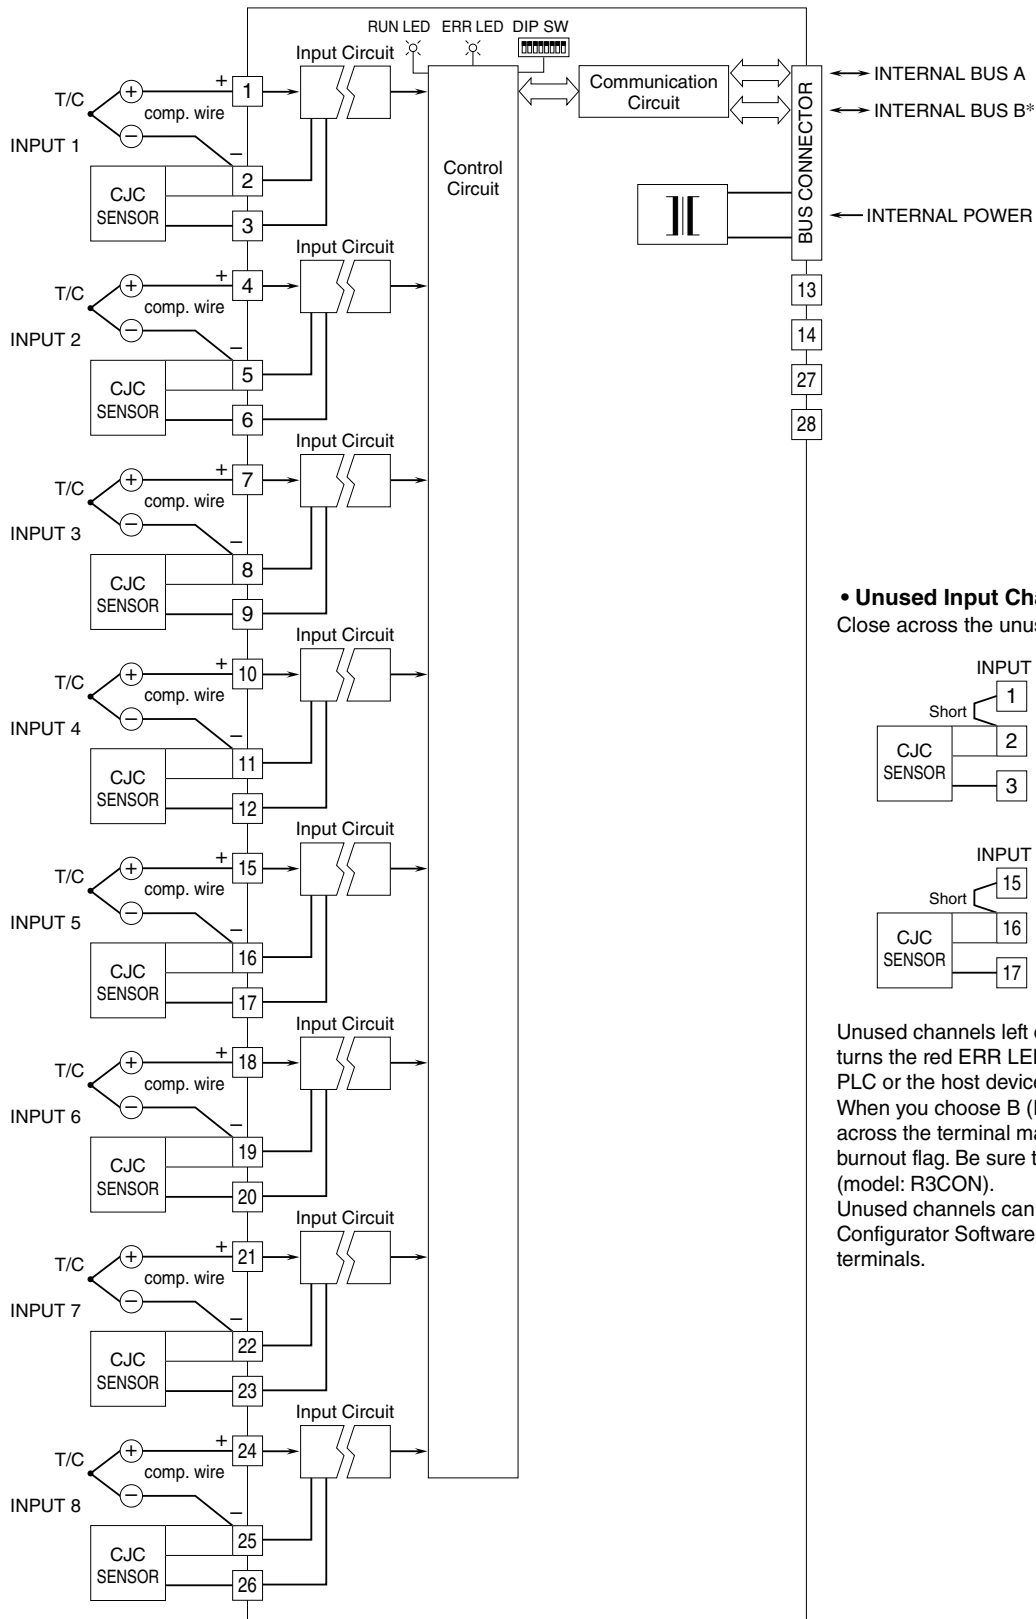 RUN LED ERR LED DIP SW
Input Circuit
T/C
+
+
1
comp. wire
INPUT 1
−
−
2
CJC
SENSOR
3
Input Circuit
T/C
+
+
4
comp. wire
INPUT 2
−
−
5
CJC
SENSOR
6
Input Circuit
T/C
+
+
7
comp. wire
INPUT 3
−
−
8
CJC
SENSOR
9
Input Circuit
T/C
+
+
10
comp. wire
INPUT 4
−
−
11
CJC
SENSOR
12
Input Circuit
T/C
+
+
15
comp. wire
INPUT 5
−
−
16
CJC
SENSOR
17
Input Circuit
T/C
+
+
18
comp. wire
INPUT 6
−
−
19
CJC
SENSOR
20
Input Circuit
T/C
+
+
21
comp. wire
INPUT 7
−
−
22
CJC
SENSOR
23
Input Circuit
T/C
+
+
24
comp. wire
INPUT 8
−
−
25
CJC
SENSOR
26
Control
Circuit
Communication
Circuit
BUS CONNECTOR
INTERNAL BUS A
INTERNAL BUS B*
INTERNAL POWER
13
14
27
28
• Unused Input Cha
Close across the unus
INPUT
1
Short
2
CJC
SENSOR
3
INPUT
15
Short
16
CJC
SENSOR
17
Unused channels left
turns the red ERR LE
PLC or the host device
When you choose B (
across the terminal ma
burnout flag. Be sure t
(model: R3CON).
Unused channels can
Configurator Software
terminals.